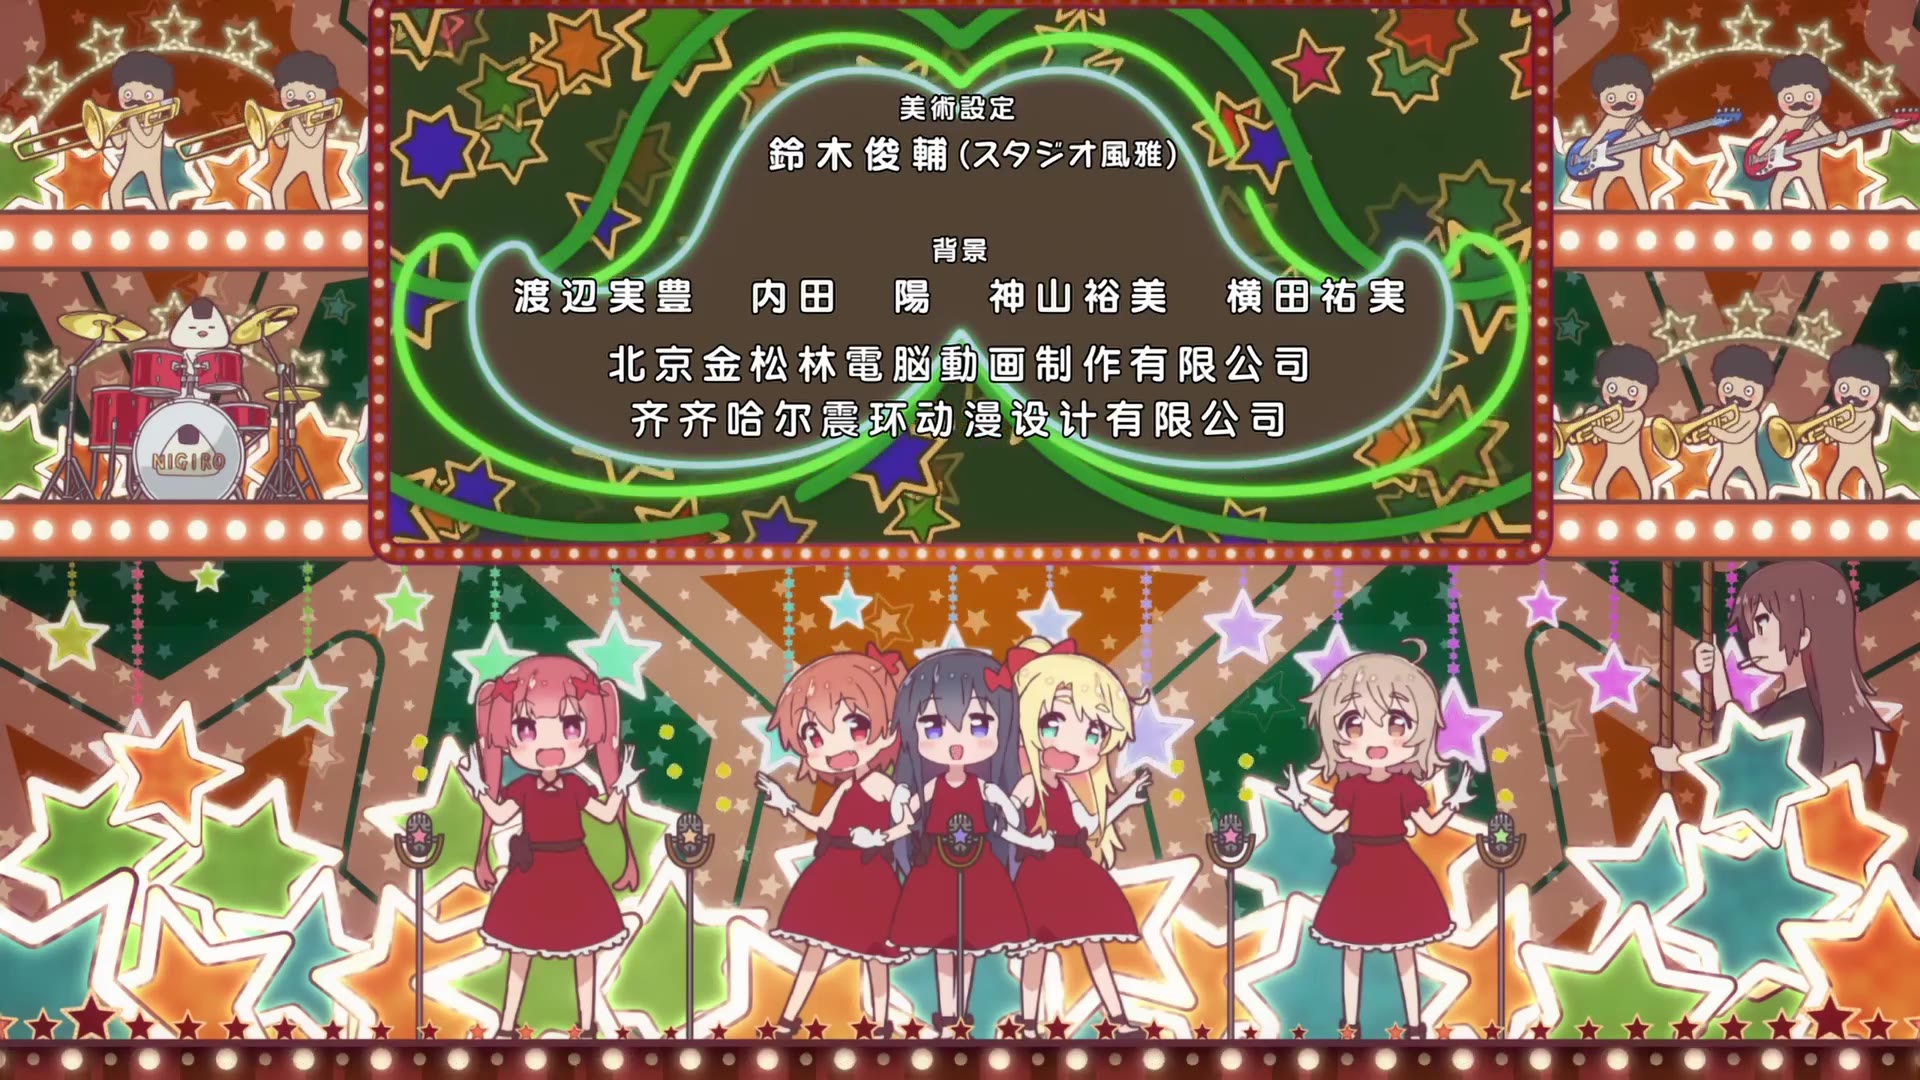 美術設定
鈴木俊輔(スタジオ風雅)
背景
渡辺実豊 内田 陽 神山裕美 横田祐実
北京金松林電脳動画制作有限公司
齐齐哈尔震环动漫设计有限公司
NIGIRO